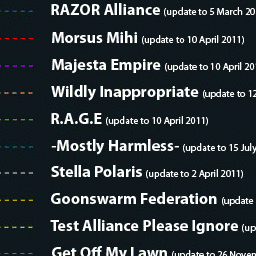 RAZOR Alliance (update to 5 March 20
Morsus Mihi (update to 10 April 2011)
Majesta Empire (update to 10 April 20
Wildly Inappropriate (update to 12
R.A.G.E (update to 10 April 2011)
-Mostly Harmless- (update to 15 July
Stella Polaris (update to 2 April 2011)
Goonswarm Federation (update
Test Alliance Please Ignore (up
Get Off My Lawn (update to 26 Novem